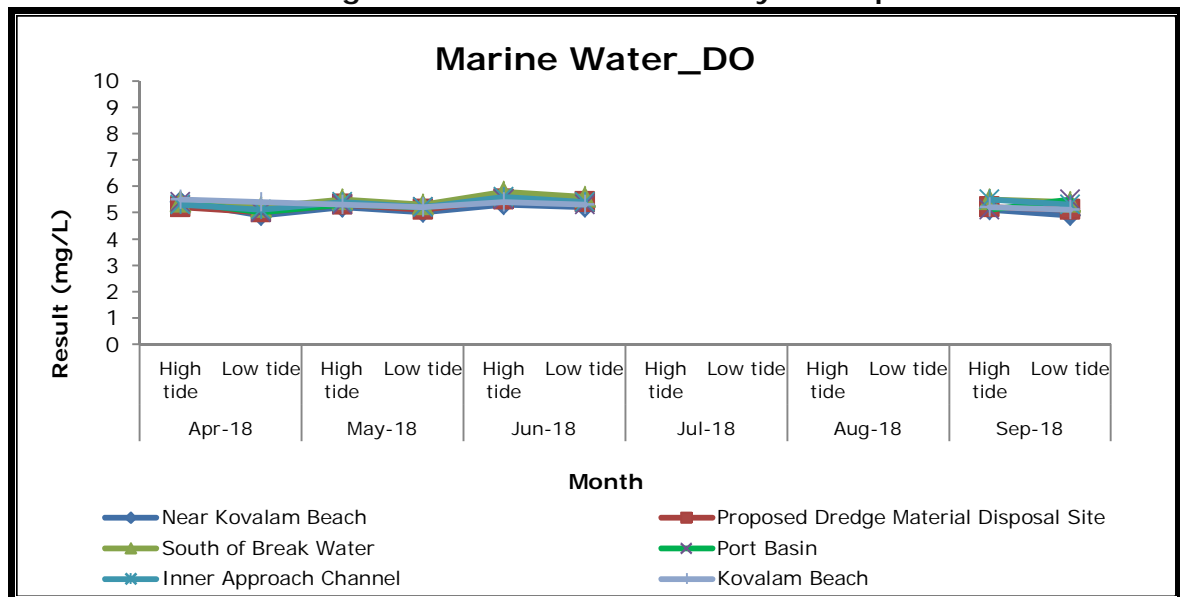 Marine Water_DO
Result (mg/L)
10
9
8
7
6
5
4
3
2
1
0
High tide Low tide High tide Low tide High tide Low tide High tide Low tide High tide Low tide High tide Low tide
Apr-18 May-18 Jun-18 Jul-18 Aug-18 Sep-18
Month
Near Kovalam Beach Proposed Dredge Material Disposal Site
South of Break Water Port Basin
Inner Approach Channel Kovalam Beach